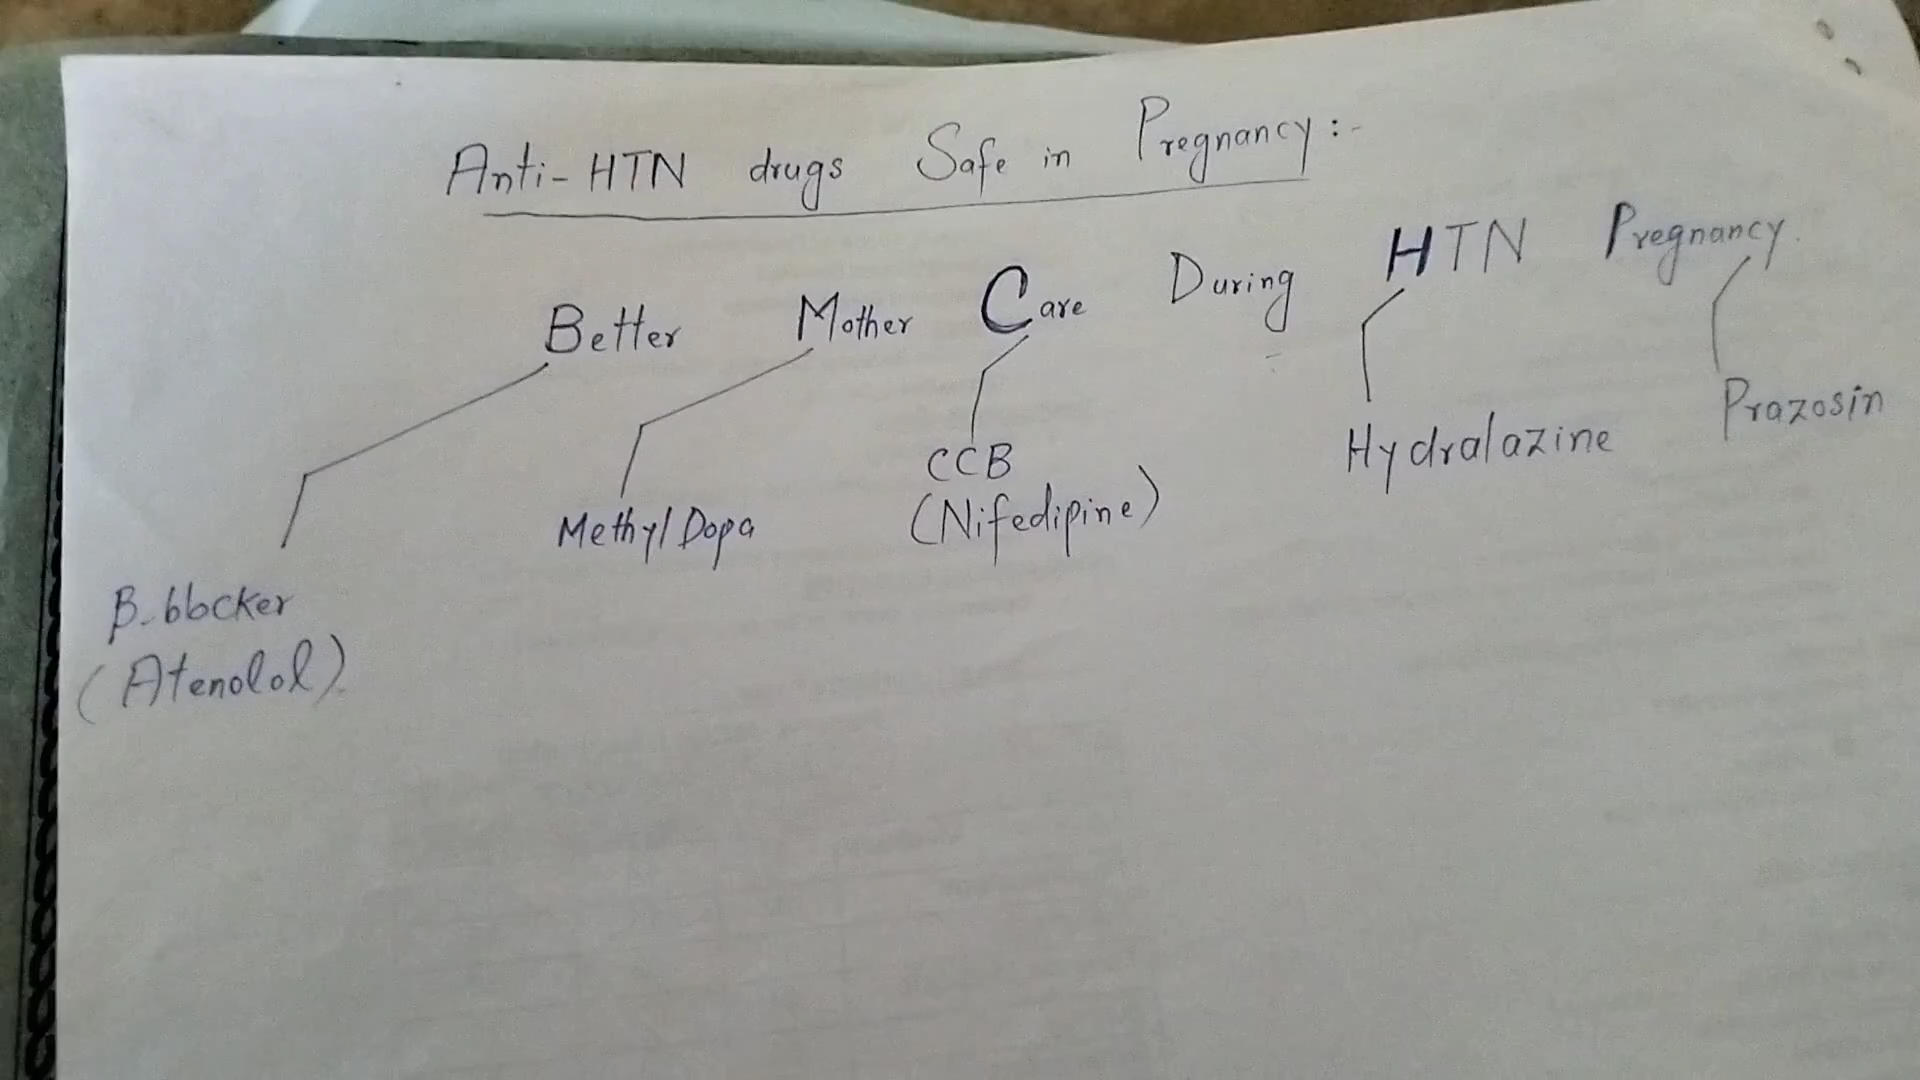 Anti-HTN drugs Safe in Pregnancy:-
Better Mother Care During HTN Pregnancy.
B-blocker (Atenolol)
Methyl Dopa
CCB (Nifedipine)
Hydralazine
Prazosin